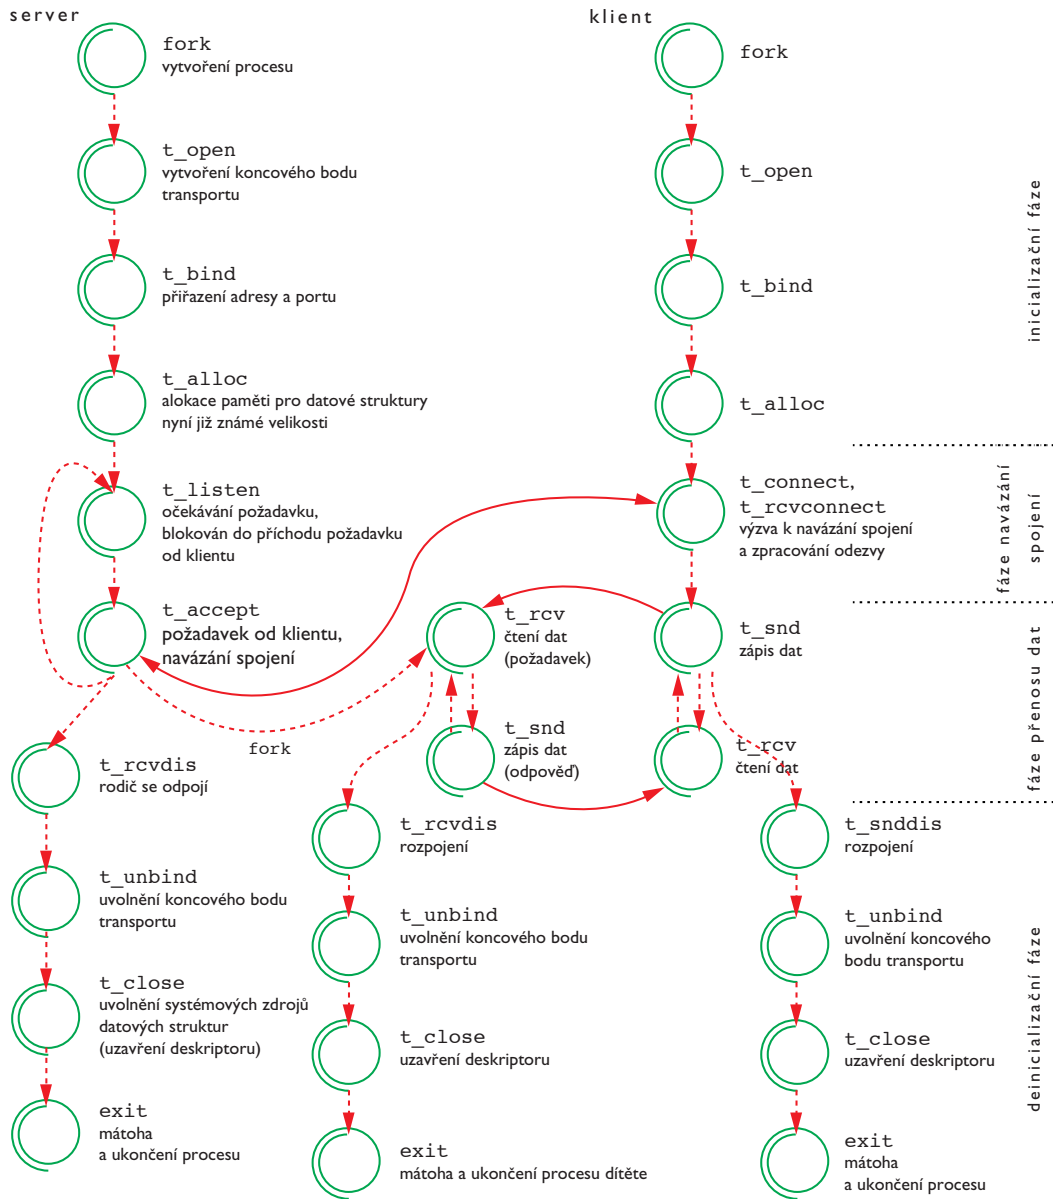 server
klient
fork
vytvoření procesu
fork
t_open
vytvoření koncového bodu
transportu
t_open
t_bind
přiřazení adresy a portu
t_bind
inicializační fáze
t_alloc
alokace paměti pro datové struktury
nyní již známé velikosti
t_alloc
t_listen
očekávání požadavku,
blokován do příchodu požadavku
od klientu
t_connect,
t_rcvconnect
výzva k navázání spojení
a zpracování odezvy
fáze navázání
spojení
t_accept
požadavek od klientu,
navázání spojení
t_rcv
čtení dat
(požadavek)
t_snd
zápis dat
fork
t_snd
zápis dat
(odpověď)
t_rcv
čtení dat
fáze přenosu dat
t_rcvdis
rodič se odpojí
t_rcvdis
rozpojení
t_snddis
rozpojení
t_unbind
uvolnění koncového bodu
transportu
t_unbind
uvolnění koncového bodu
transportu
t_unbind
uvolnění koncového
bodu transportu
t_close
uvolnění systémových zdrojů
datových struktur
(uzavření deskriptoru)
t_close
uzavření deskriptoru
t_close
uzavření deskriptoru
deinicializační fáze
exit
mátoha
a ukončení procesu
exit
mátoha a ukončení procesu dítěte
exit
mátoha
a ukončení procesu